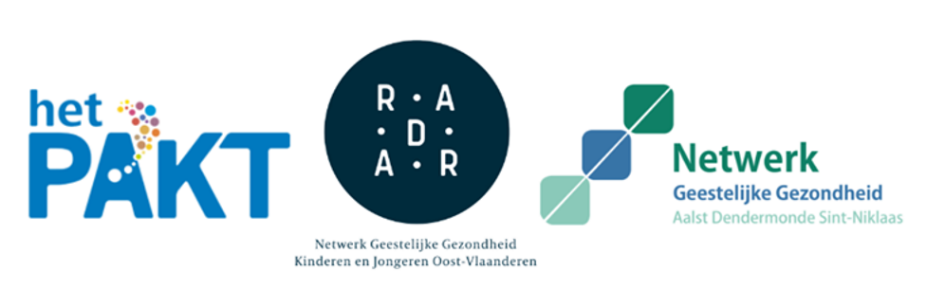 het
PAKT
R · A
· D ·
A · R
Netwerk Geestelijke Gezondheid
Kinderen en Jongeren Oost-Vlaanderen
Netwerk
Geestelijke Gezondheid
Aalst Dendermonde Sint-Niklaas